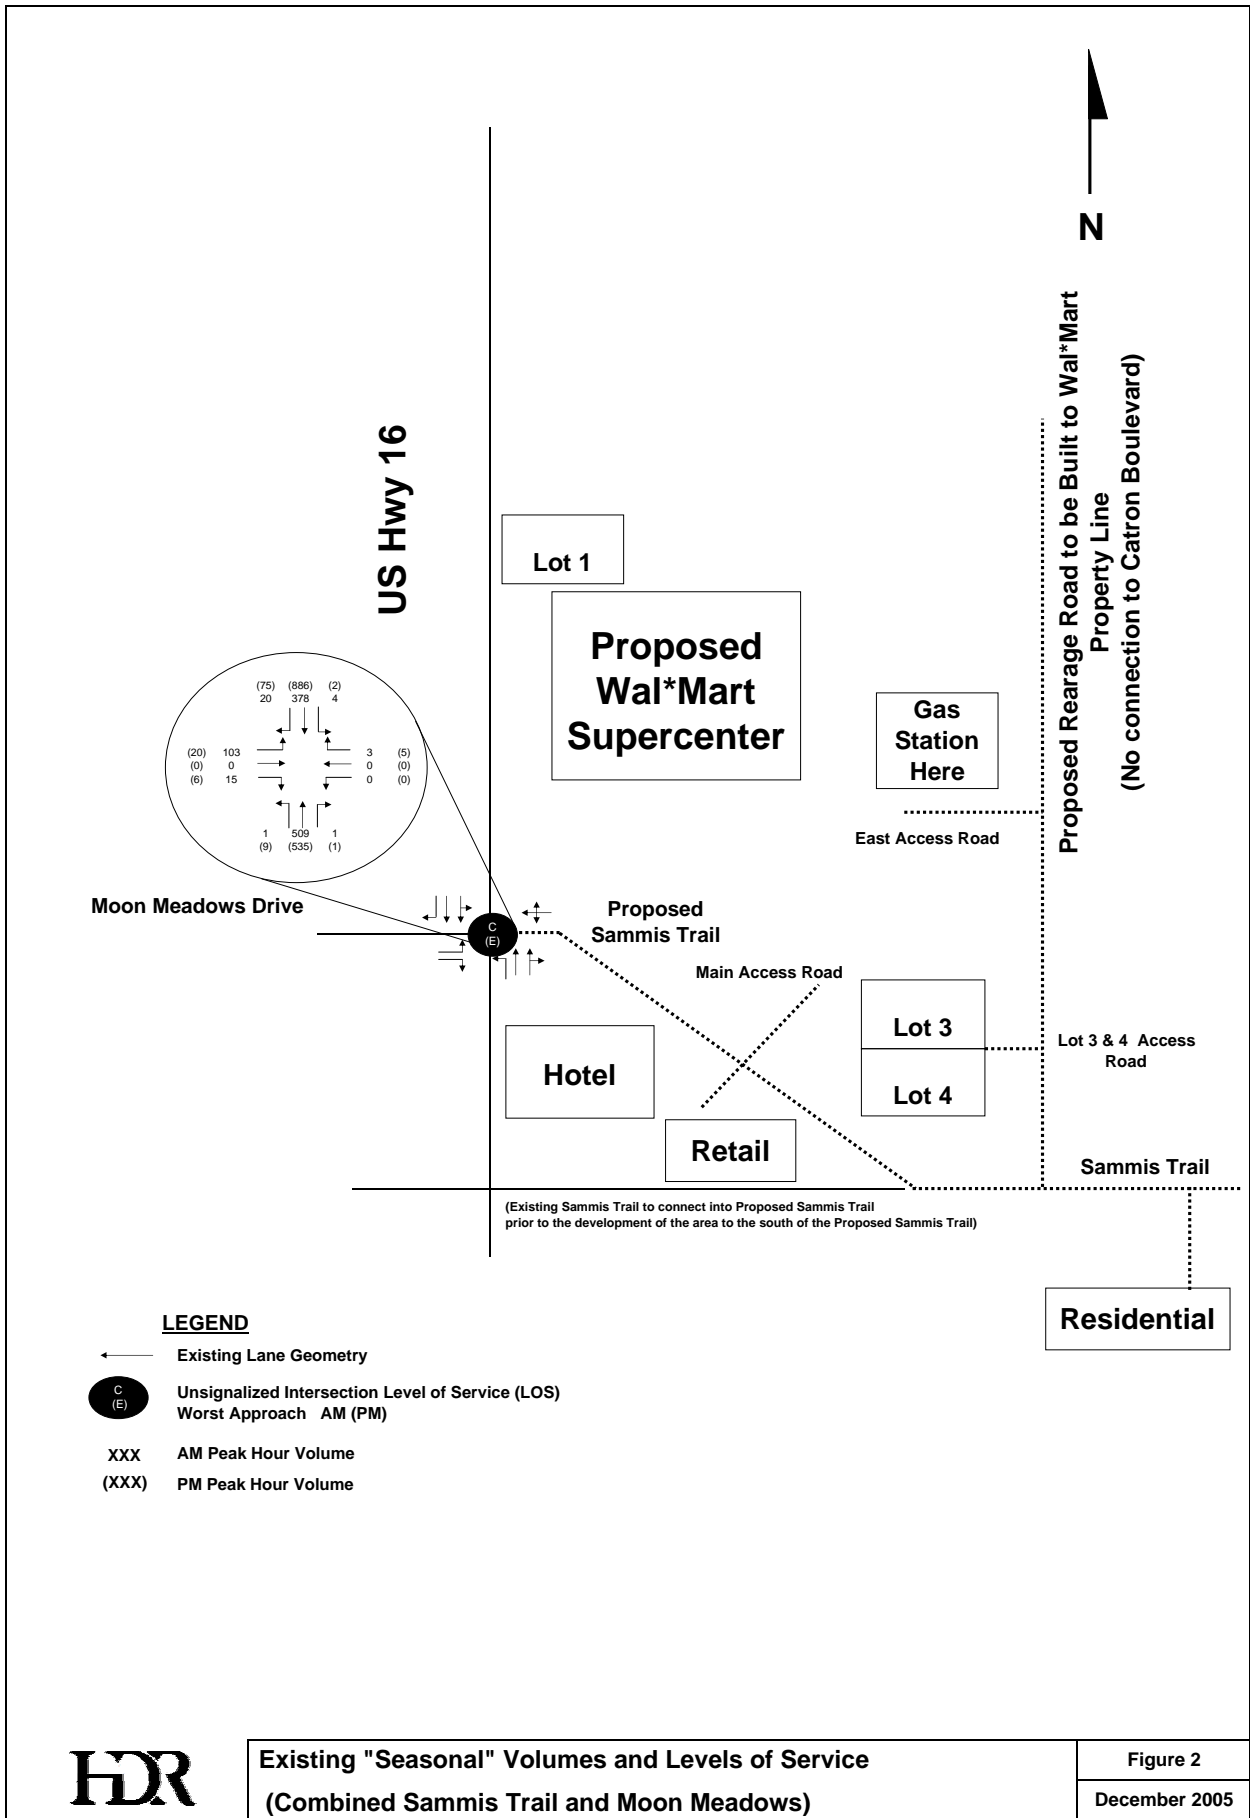 N
Proposed Rearage Road to be Built to Wal*Mart
Property Line
(No connection to Catron Boulevard)
US Hwy 16
Lot 1
Proposed
Wal*Mart
Supercenter
Gas
Station
Here
East Access Road
(75) (886) (2)
20 378 4
(20) 103
(0) 0
(6) 15
3 (5)
0 (0)
0 (0)
1 509 1
(9) (535) (1)
Moon Meadows Drive
C
(E)
Proposed
Sammis Trail
Main Access Road
Lot 3
Lot 4
Lot 3 & 4 Access
Road
Hotel
Retail
Sammis Trail
(Existing Sammis Trail to connect into Proposed Sammis Trail
prior to the development of the area to the south of the Proposed Sammis Trail)
Residential
LEGEND
Existing Lane Geometry
C
(E)
Unsignalized Intersection Level of Service (LOS)
Worst Approach AM (PM)
XXX AM Peak Hour Volume
(XXX) PM Peak Hour Volume
HDR
Existing "Seasonal" Volumes and Levels of Service
(Combined Sammis Trail and Moon Meadows)
Figure 2
December 2005